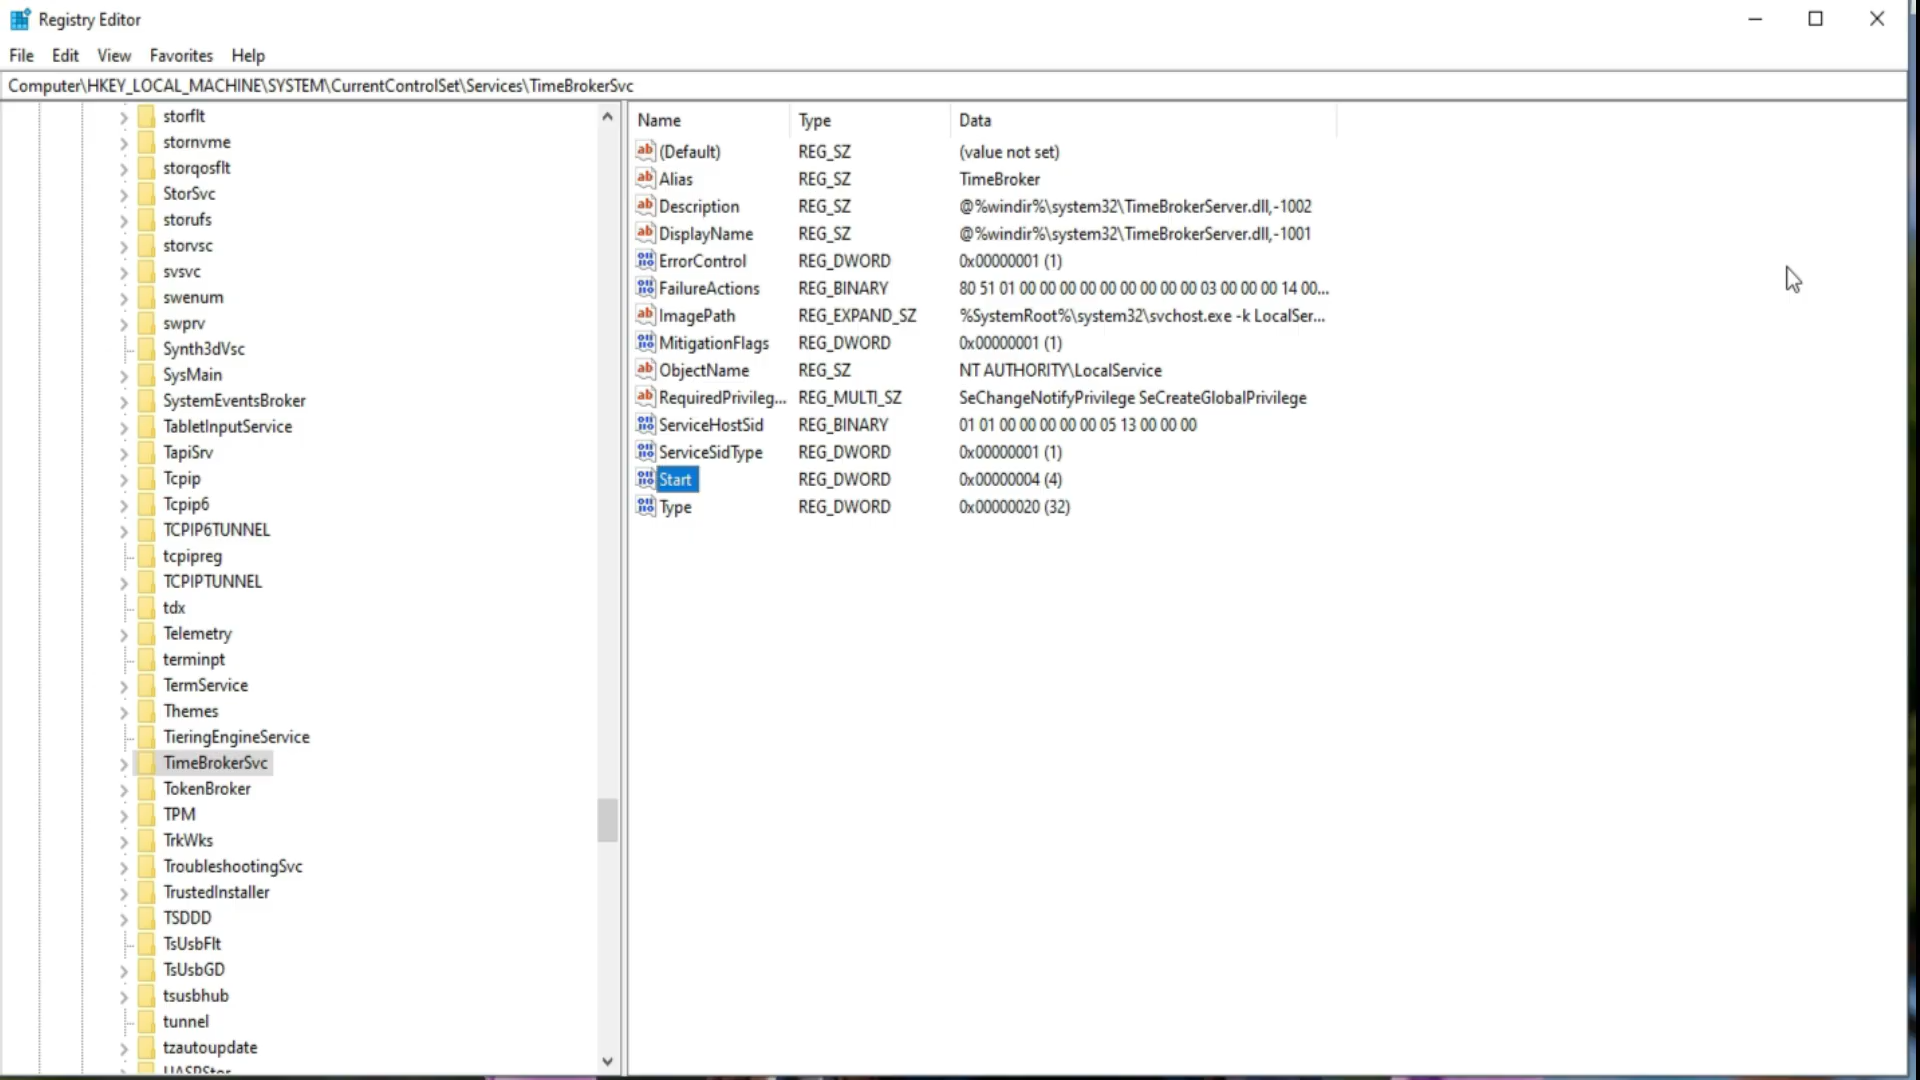 Registry Editor
File Edit View Favorites Help
Computer\HKEY_LOCAL_MACHINE\SYSTEM\CurrentControlSet\Services\TimeBrokerSvc
storflt
stornvme
storqosflt
StorSvc
storufs
storvsc
svsvc
swenum
swprv
Synth3dVsc
SysMain
SystemEventsBroker
TabletInputService
TapiSrv
Tcpip
Tcpip6
TCPIP6TUNNEL
tcpipreg
TCPIPTUNNEL
tdx
Telemetry
terminpt
TermService
Themes
TieringEngineService
TimeBrokerSvc
TokenBroker
TPM
TrkWks
TroubleshootingSvc
TrustedInstaller
TSDDD
TsUsbFlt
TsUsbGD
tsusbhub
tunnel
tzautoupdate
UASPStor
Name Type Data
(Default) REG_SZ (value not set)
Alias REG_SZ TimeBroker
Description REG_SZ @%windir%\system32\TimeBrokerServer.dll,-1002
DisplayName REG_SZ @%windir%\system32\TimeBrokerServer.dll,-1001
ErrorControl REG_DWORD 0x00000001 (1)
FailureActions REG_BINARY 80 51 01 00 00 00 00 00 00 00 00 00 03 00 00 00 14 00...
ImagePath REG_EXPAND_SZ %SystemRoot%\system32\svchost.exe -k LocalSer...
MitigationFlags REG_DWORD 0x00000001 (1)
ObjectName REG_SZ NT AUTHORITY\LocalService
RequiredPrivileg... REG_MULTI_SZ SeChangeNotifyPrivilege SeCreateGlobalPrivilege
ServiceHostSid REG_BINARY 01 01 00 00 00 00 00 05 13 00 00 00
ServiceSidType REG_DWORD 0x00000001 (1)
Start REG_DWORD 0x00000004 (4)
Type REG_DWORD 0x00000020 (32)